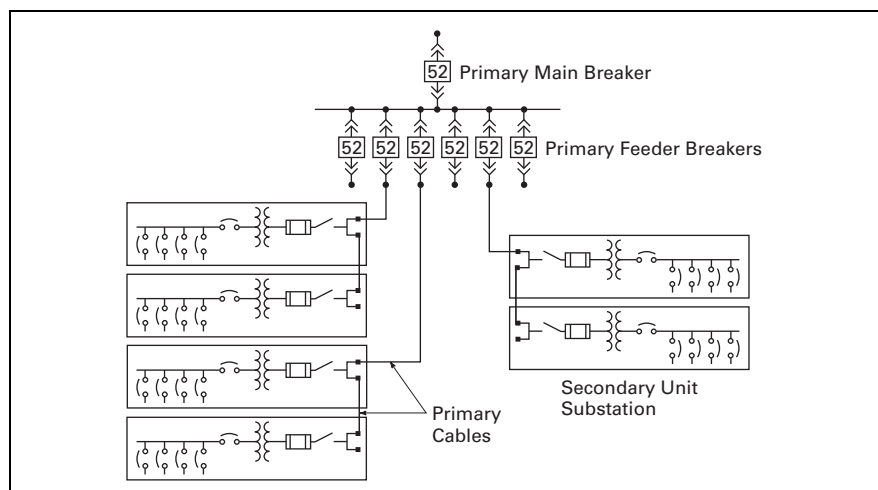 52 Primary Main Breaker
52 52 52 52 52 52 Primary Feeder Breakers
Secondary Unit
Substation
Primary
Cables